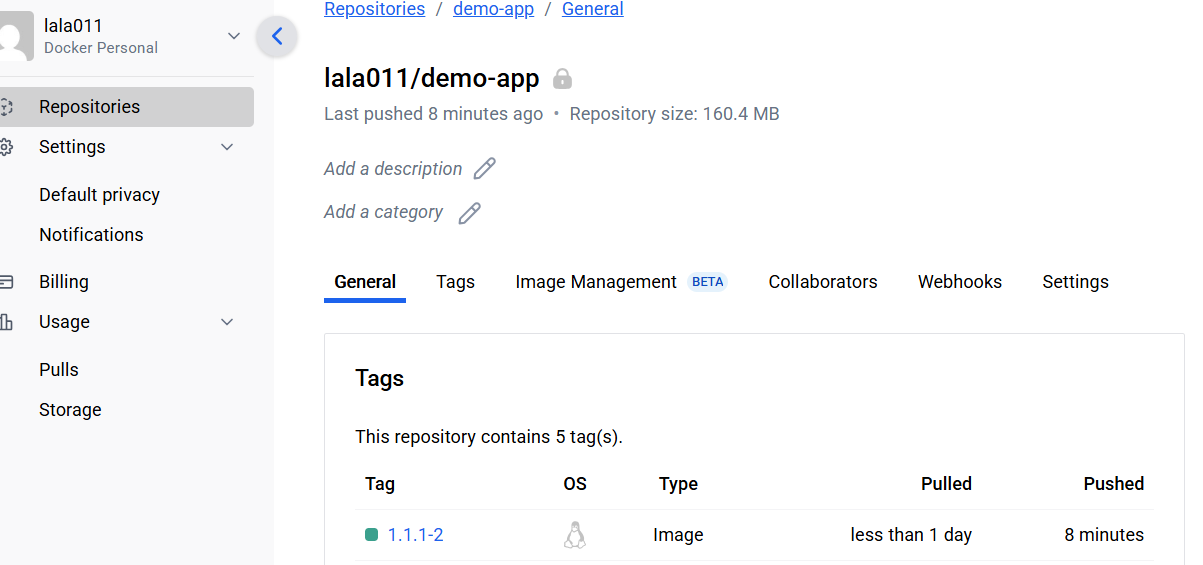 lala011
Docker Personal
Repositories
Settings
Default privacy
Notifications
Billing
Usage
Pulls
Storage
Repositories / demo-app / General
lala011/demo-app
Last pushed 8 minutes ago • Repository size: 160.4 MB
Add a description
Add a category
General Tags Image Management BETA Collaborators Webhooks Settings
Tags
This repository contains 5 tag(s).
Tag OS Type Pulled Pushed
1.1.1-2 Image less than 1 day 8 minutes